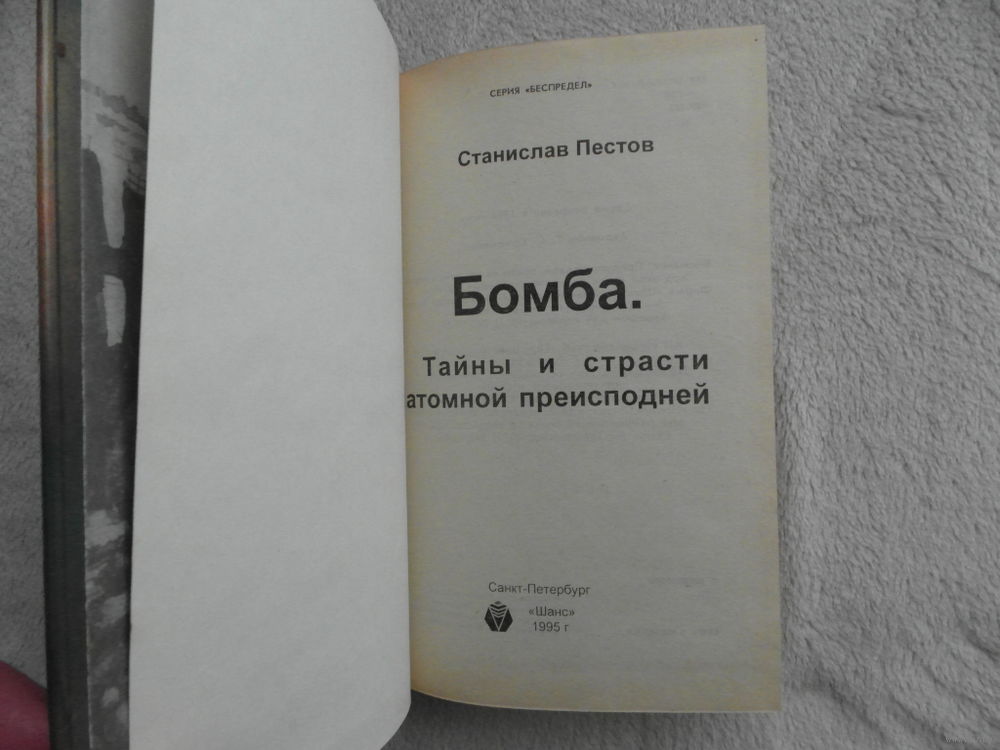 СЕРИЯ «БЕСПРЕДЕЛ»
Станислав Пестов
Бомба.
Тайны и страсти
атомной преисподней
Санкт-Петербург
«Шанс»
1995 г